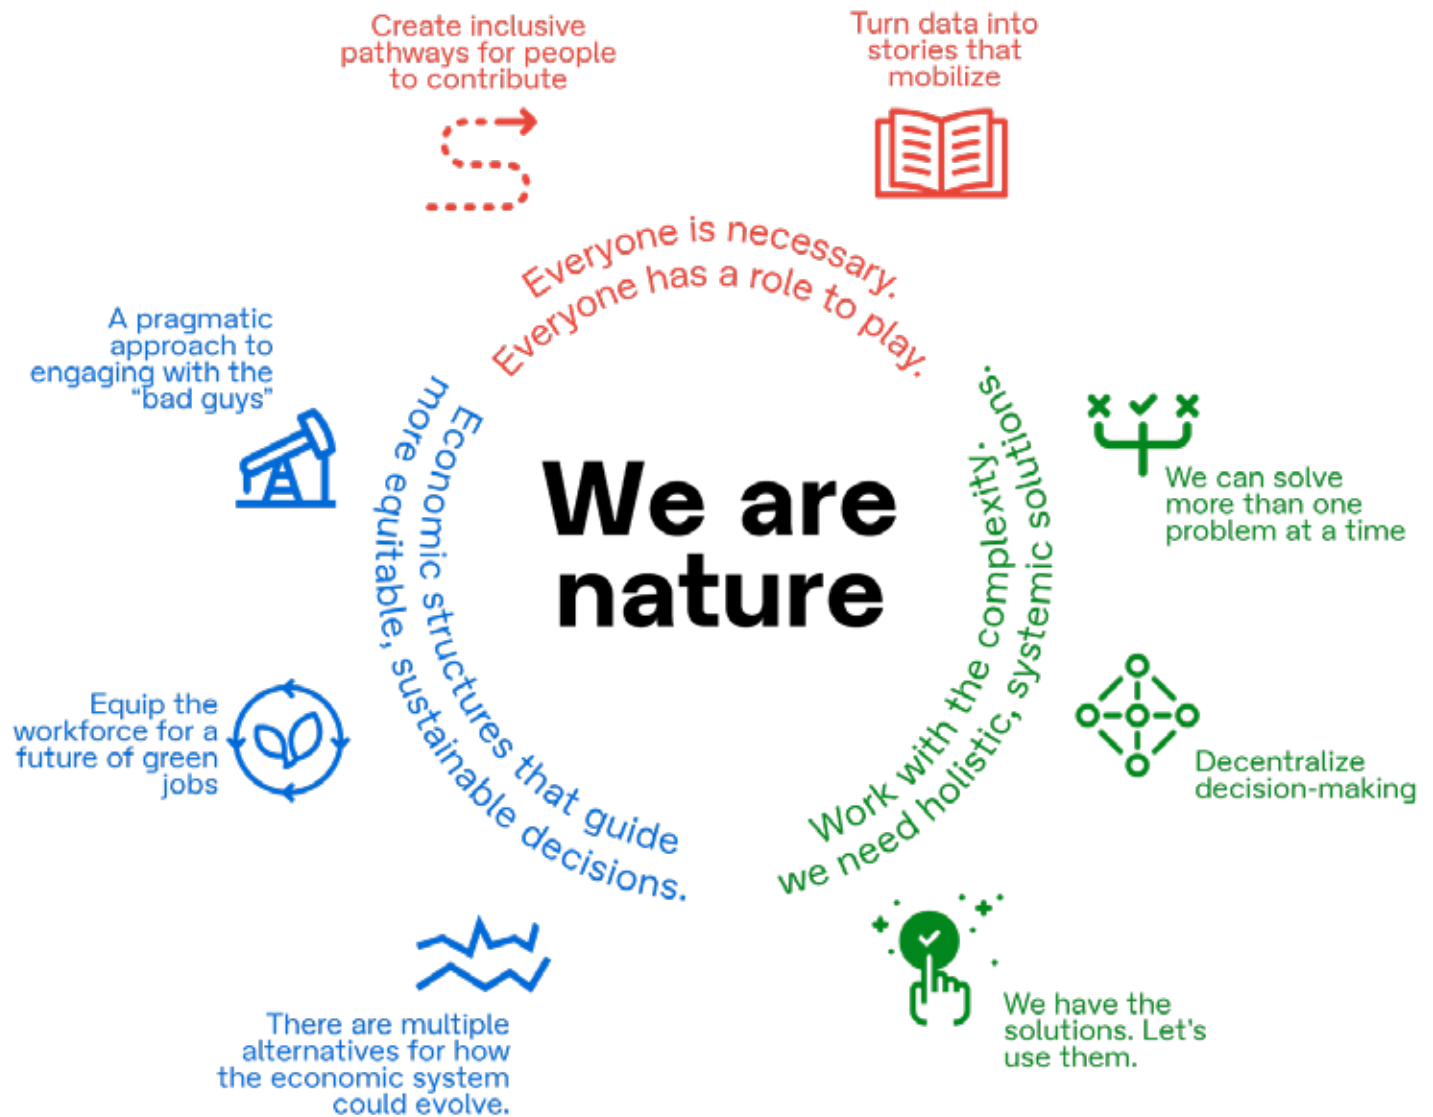 Create inclusive
pathways for people
to contribute
Turn data into
stories that
mobilize
Everyone is necessary.
Everyone has a role to play.
A pragmatic
approach to
engaging with the
“bad guys”
Economic structures that guide
more equitable, sustainable decisions.
We are
nature
Work with the complexity.
we need holistic, systemic solutions.
We can solve
more than one
problem at a time
Equip the
workforce for a
future of green
jobs
Decentralize
decision-making
There are multiple
alternatives for how
the economic system
could evolve.
We have the
solutions. Let's
use them.